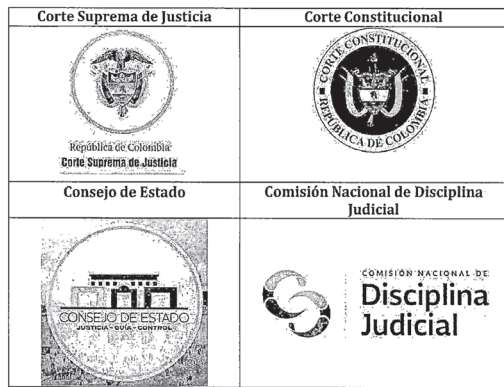 Corte Suprema de Justicia
Corte Constitucional
República de Colombia
Corte Suprema de Justicia
CORTE CONSTITUCIONAL
REPÚBLICA DE COLOMBIA
Consejo de Estado
Comisión Nacional de Disciplina
Judicial
CONSEJO DE ESTADO
JUSTICIA - GUÍA - CONTROL
COMISIÓN NACIONAL DE
Disciplina
Judicial